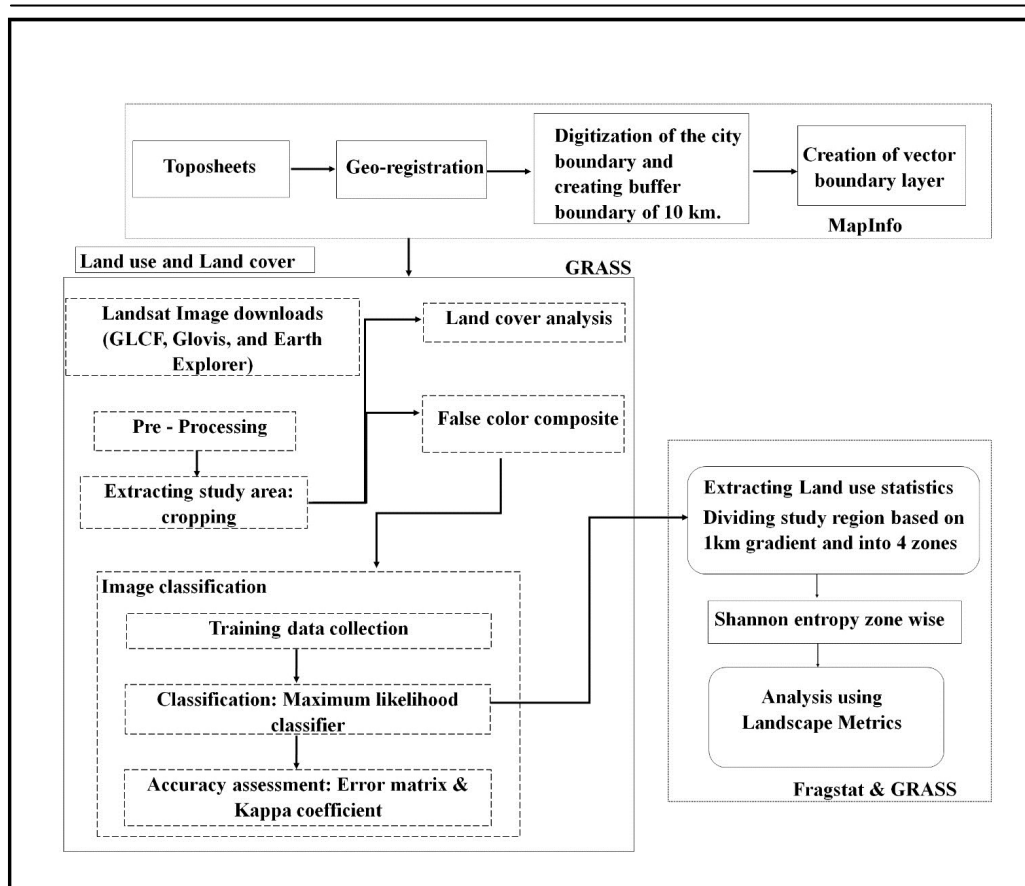 Toposheets
Geo-registration
Digitization of the city
boundary and
creating buffer
boundary of 10 km.
Creation of vector
boundary layer
MapInfo
Land use and Land cover
GRASS
Landsat Image downloads
(GLCF, Glovis, and Earth
Explorer)
Land cover analysis
False color composite
Pre - Processing
Extracting study area:
cropping
Image classification
Training data collection
Classification: Maximum likelihood
classifier
Accuracy assessment: Error matrix &
Kappa coefficient
Extracting Land use statistics
Dividing study region based on
1km gradient and into 4 zones
Shannon entropy zone wise
Analysis using
Landscape Metrics
Fragstat & GRASS